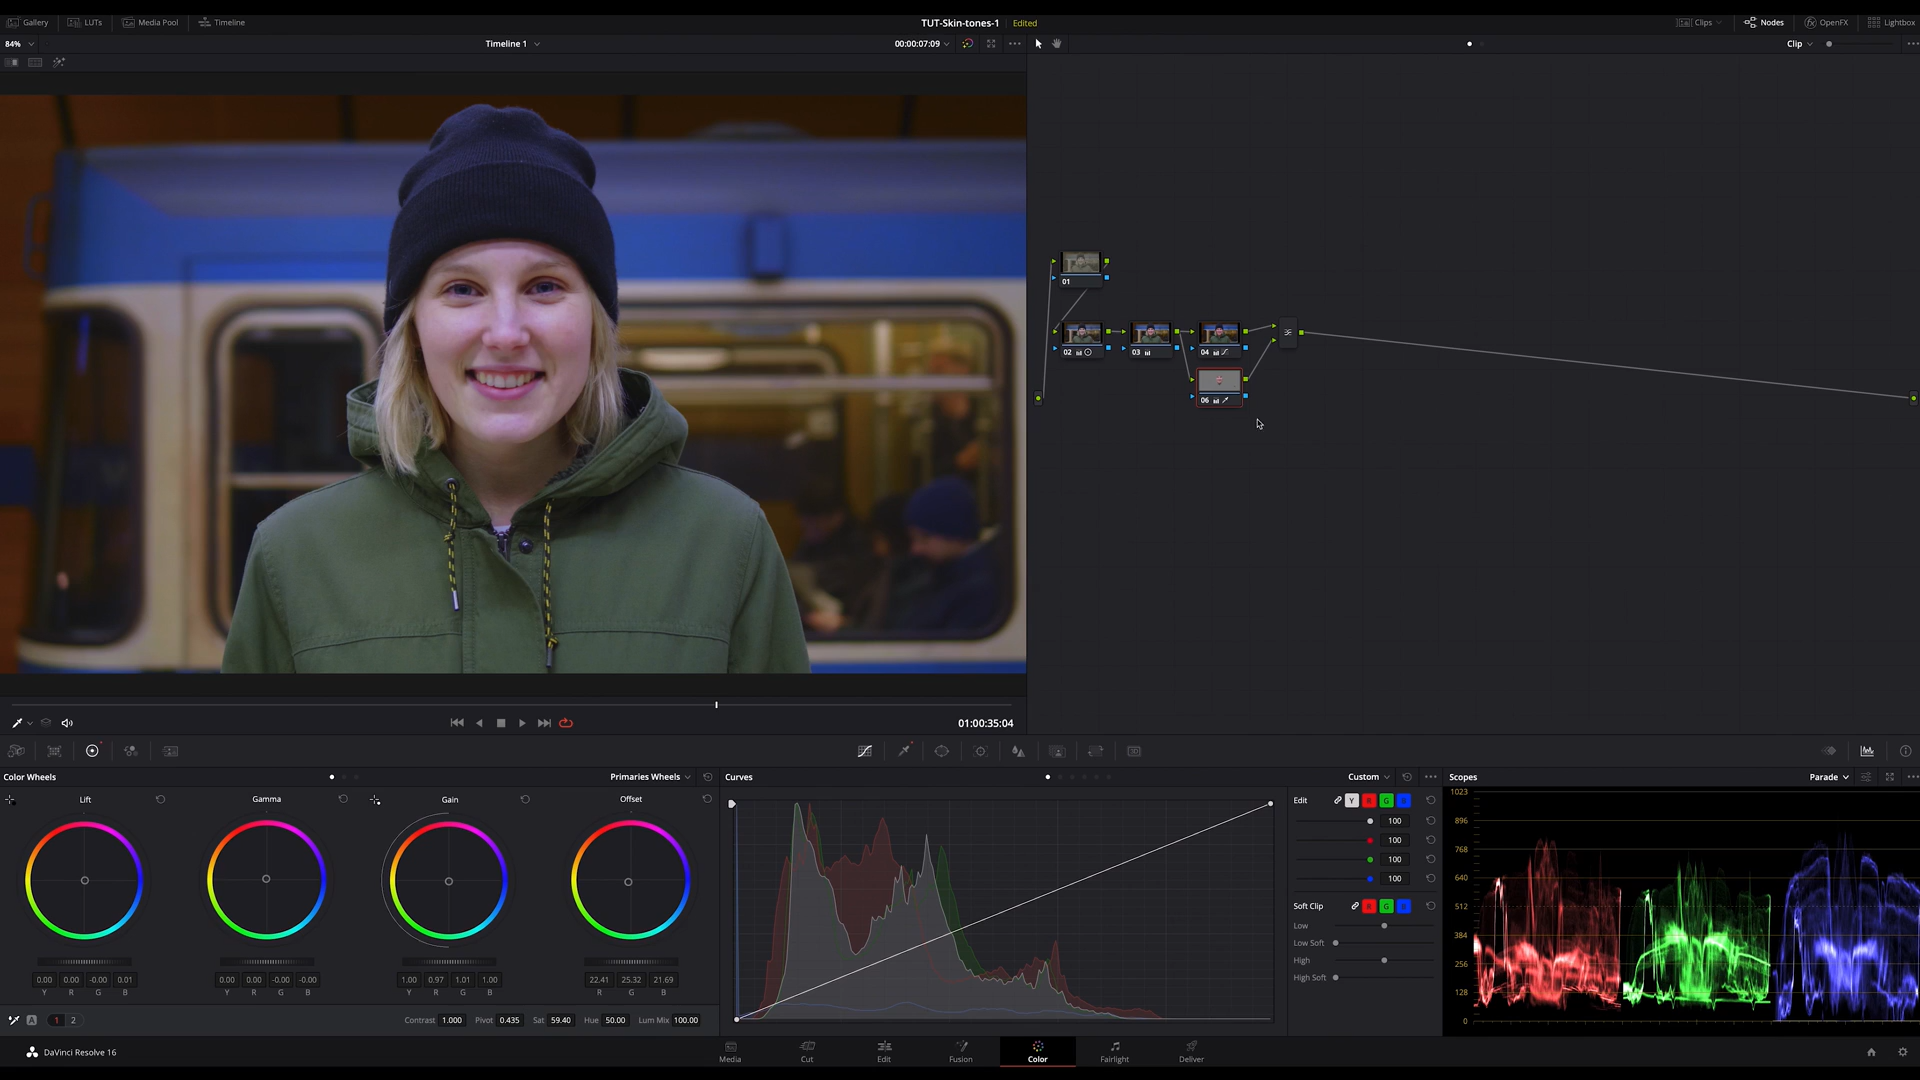 Gallery LUTs Media Pool Timeline TUT-Skin-tones-1 Edited Clips Nodes OpenFX Lightbox
84% Timeline 1 00:00:07:09 Clip
01
02 03 04
06
01:00:35:04
Color Wheels Primaries Wheels Curves Custom Scopes Parade
Lift Gamma Gain Offset
Edit Y R G
100
100
100
100
Soft Clip R G
Low
Low Soft
High
High Soft
1023
896
768
640
512
384
256
128
0
0.00 0.00 -0.00 0.01 0.00 0.00 -0.00 -0.00 1.00 0.97 1.01 1.00 22.41 25.32 21.69
Y R G B Y R G B Y R G B R G B
A 1 2 Contrast 1.000 Pivot 0.435 Sat 59.40 Hue 50.00 Lum Mix 100.00
DaVinci Resolve 16 Media Cut Edit Fusion Color Fairlight Deliver